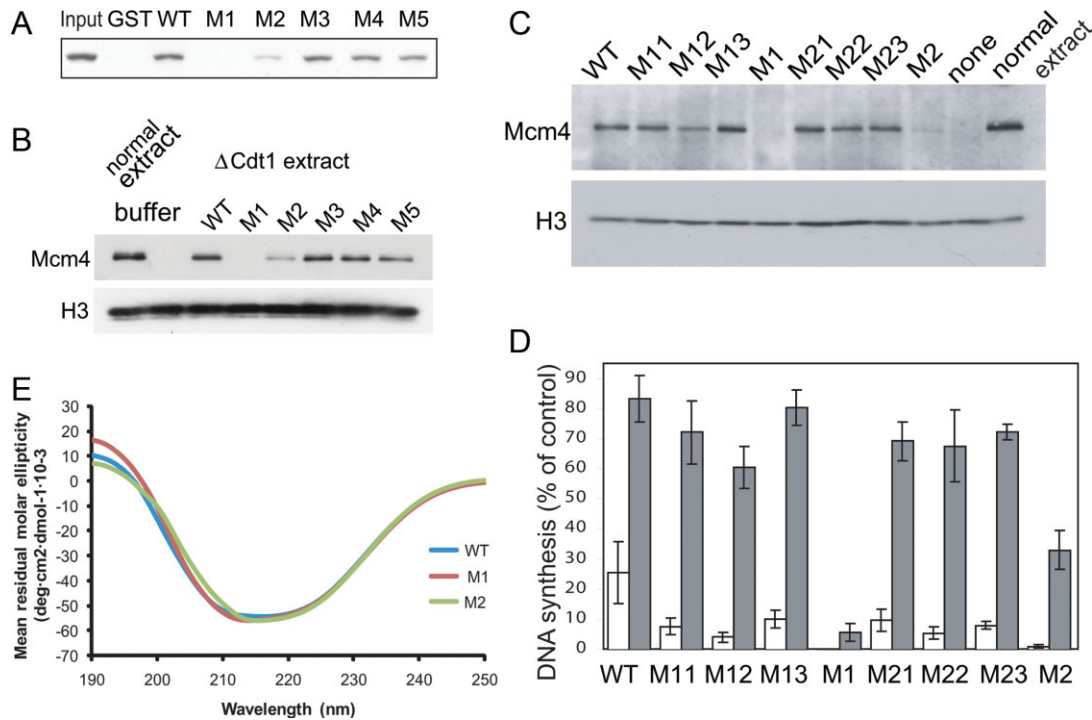 A
Input GST WT M1 M2 M3 M4 M5
B
normal extract
ΔCdt1 extract
buffer WT M1 M2 M3 M4 M5
Mcm4
H3
C
WT M11 M12 M13 M1 M21 M22 M23 M2 none normal extract
Mcm4
H3
D
DNA synthesis (% of control)
90
80
70
60
50
40
30
20
10
0
WT M11 M12 M13 M1 M21 M22 M23 M2
E
Mean residual molar ellipticity
(deg·cm2·dmol-1·10-3
30
20
10
0
-10
-20
-30
-40
-50
-60
-70
190 200 210 220 230 240 250
Wavelength (nm)
WT
M1
M2